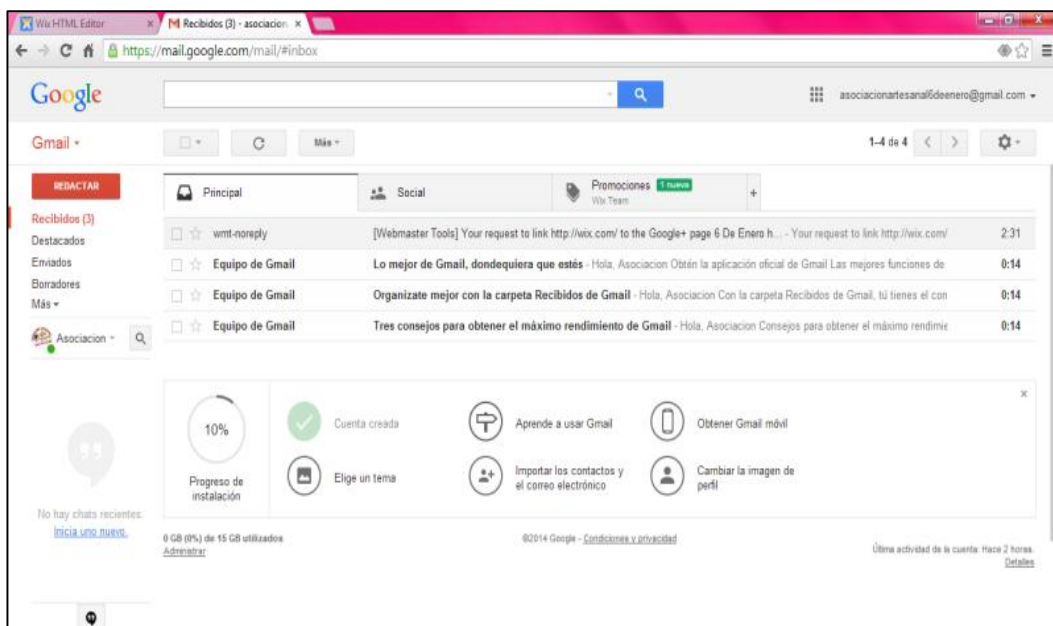 Wix HTML Editor
Recibidos (3) - asociacion
https://mail.google.com/mail/#inbox
Google
asociacionartesanal6deenero@gmail.com
Gmail
Más
1–4 de 4
REDACTAR
Principal
Social
Promociones 1 nueva
Wix Team
+
Recibidos (3)
Destacados
Enviados
Borradores
Más
Asociacion
wmt-noreply [Webmaster Tools] Your request to link http://wix.com/ to the Google+ page 6 De Enero h... - Your request to link http://wix.com/ 2:31
Equipo de Gmail Lo mejor de Gmail, dondequiera que estés - Hola, Asociacion Obtén la aplicación oficial de Gmail Las mejores funciones de 0:14
Equipo de Gmail Organízate mejor con la carpeta Recibidos de Gmail - Hola, Asociacion Con la carpeta Recibidos de Gmail, tú tienes el con 0:14
Equipo de Gmail Tres consejos para obtener el máximo rendimiento de Gmail - Hola, Asociacion Consejos para obtener el máximo rendimie 0:14
10%
Progreso de
instalación
Cuenta creada
Aprende a usar Gmail
Obtener Gmail móvil
Elige un tema
Importar los contactos y
el correo electrónico
Cambiar la imagen de
perfil
No hay chats recientes.
Inicia uno nuevo.
0 GB (0%) de 15 GB utilizados
Administrar
©2014 Google - Condiciones y privacidad
Última actividad de la cuenta: Hace 2 horas.
Detalles